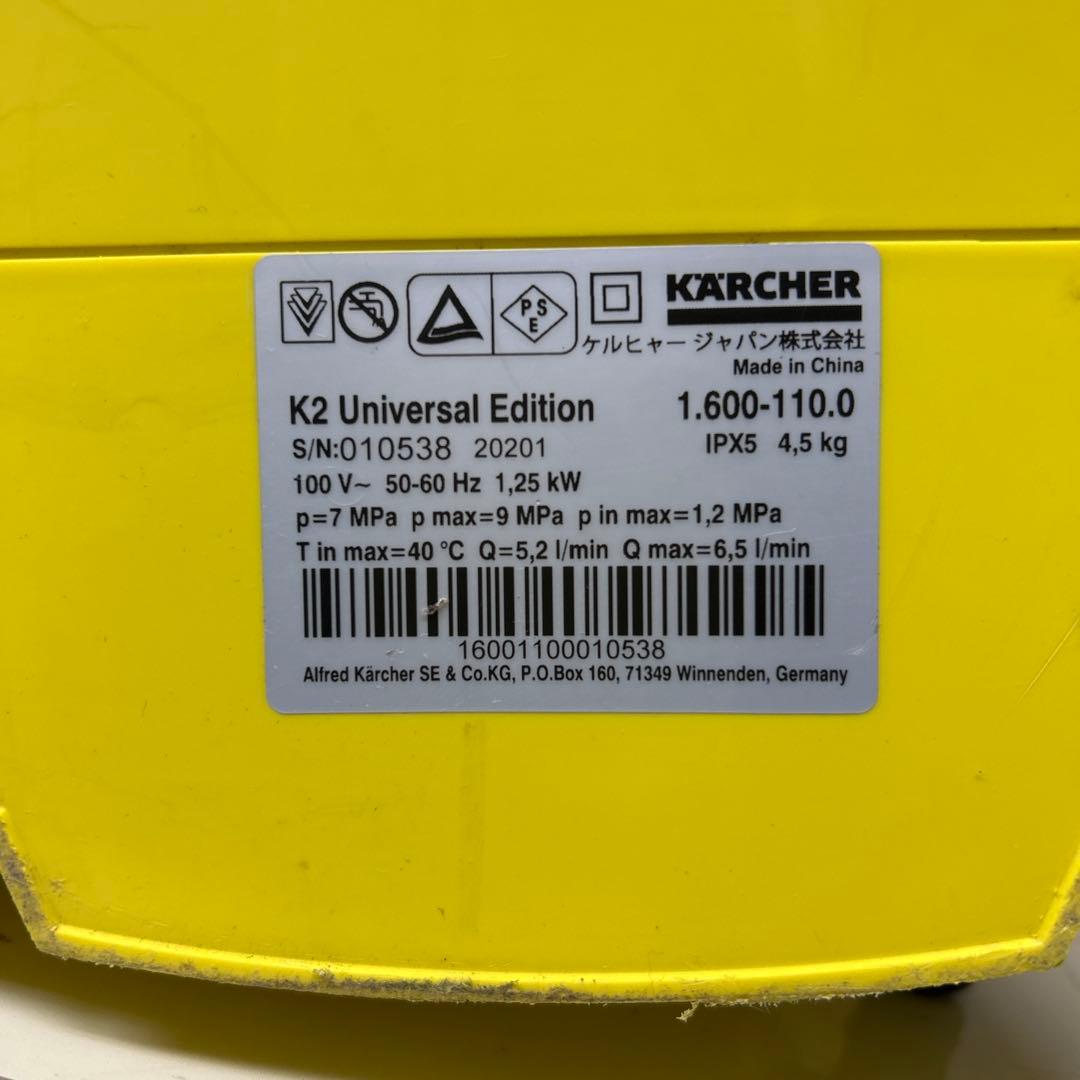 P S E
KÄRCHER
ケルヒャー ジャパン株式会社
Made in China
K2 Universal Edition 1.600-110.0
S/N:010538 20201 IPX5 4,5 kg
100 V~ 50-60 Hz 1,25 kW
p=7 MPa p max=9 MPa p in max=1,2 MPa
T in max=40 °C Q=5,2 l/min Q max=6,5 l/min
16001100010538
Alfred Kärcher SE & Co.KG, P.O.Box 160, 71349 Winnenden, Germany